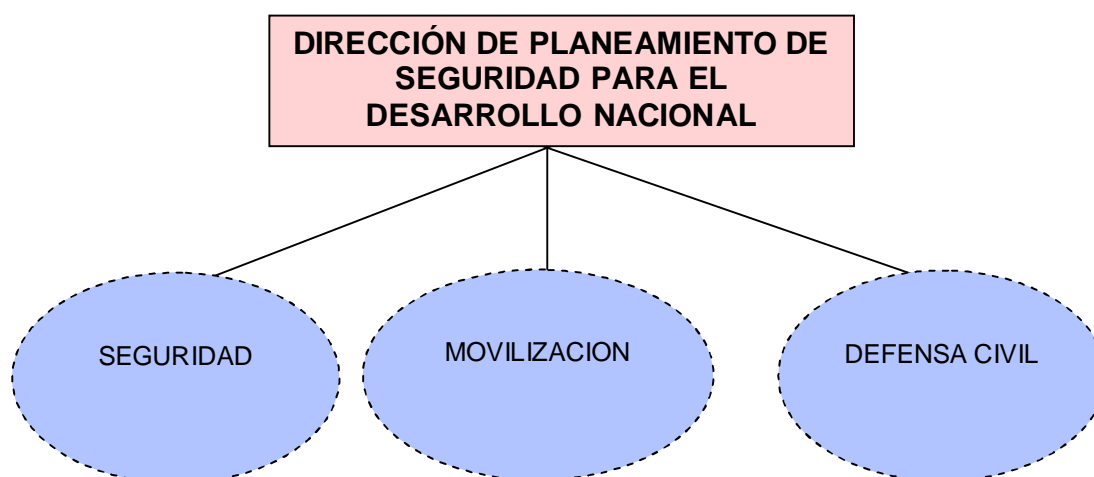 DIRECCIÓN DE PLANEAMIENTO DE
SEGURIDAD PARA EL
DESARROLLO NACIONAL
SEGURIDAD
MOVILIZACION
DEFENSA CIVIL